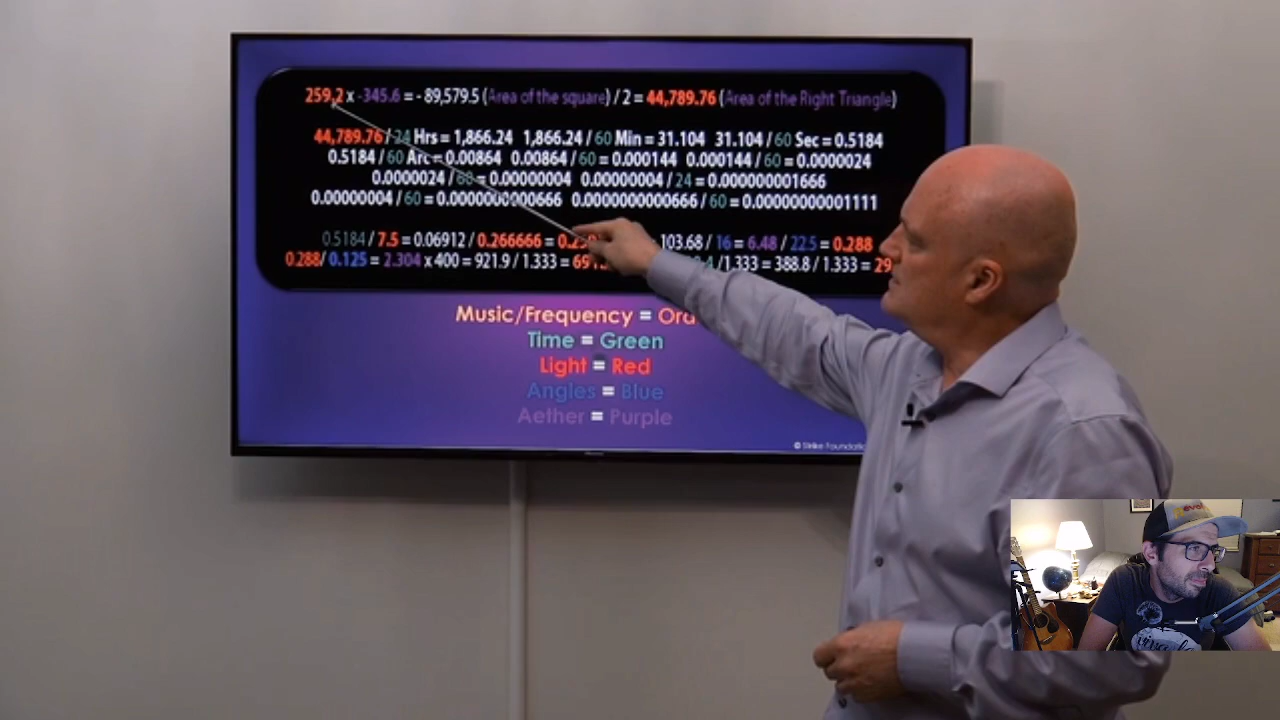 259.2 x -345.6 = - 89,579.5 (Area of the square) / 2 = 44,789.76 (Area of the Right Triangle)
44,789.76 / 24 Hrs = 1,866.24 1,866.24 / 60 Min = 31.104 31.104 / 60 Sec = 0.5184
0.5184 / 60 Arc = 0.00864 0.00864 / 60 = 0.000144 0.000144 / 60 = 0.0000024
0.0000024 / 60 = 0.00000004 0.00000004 / 24 = 0.000000001666
0.00000004 / 60 = 0.0000000000666 0.0000000000666 / 60 = 0.00000000001111
0.5184 / 7.5 = 0.06912 / 0.266666 = 103.68 / 16 = 6.48 / 22.5 = 0.288
0.288/ 0.125 = 2.304 x 400 = 921.9 / 1.333 = /1.333 = 388.8 / 1.333 =
Music/Frequency =
Time = Green
Light = Red
Angles = Blue
Aether = Purple
© Strike